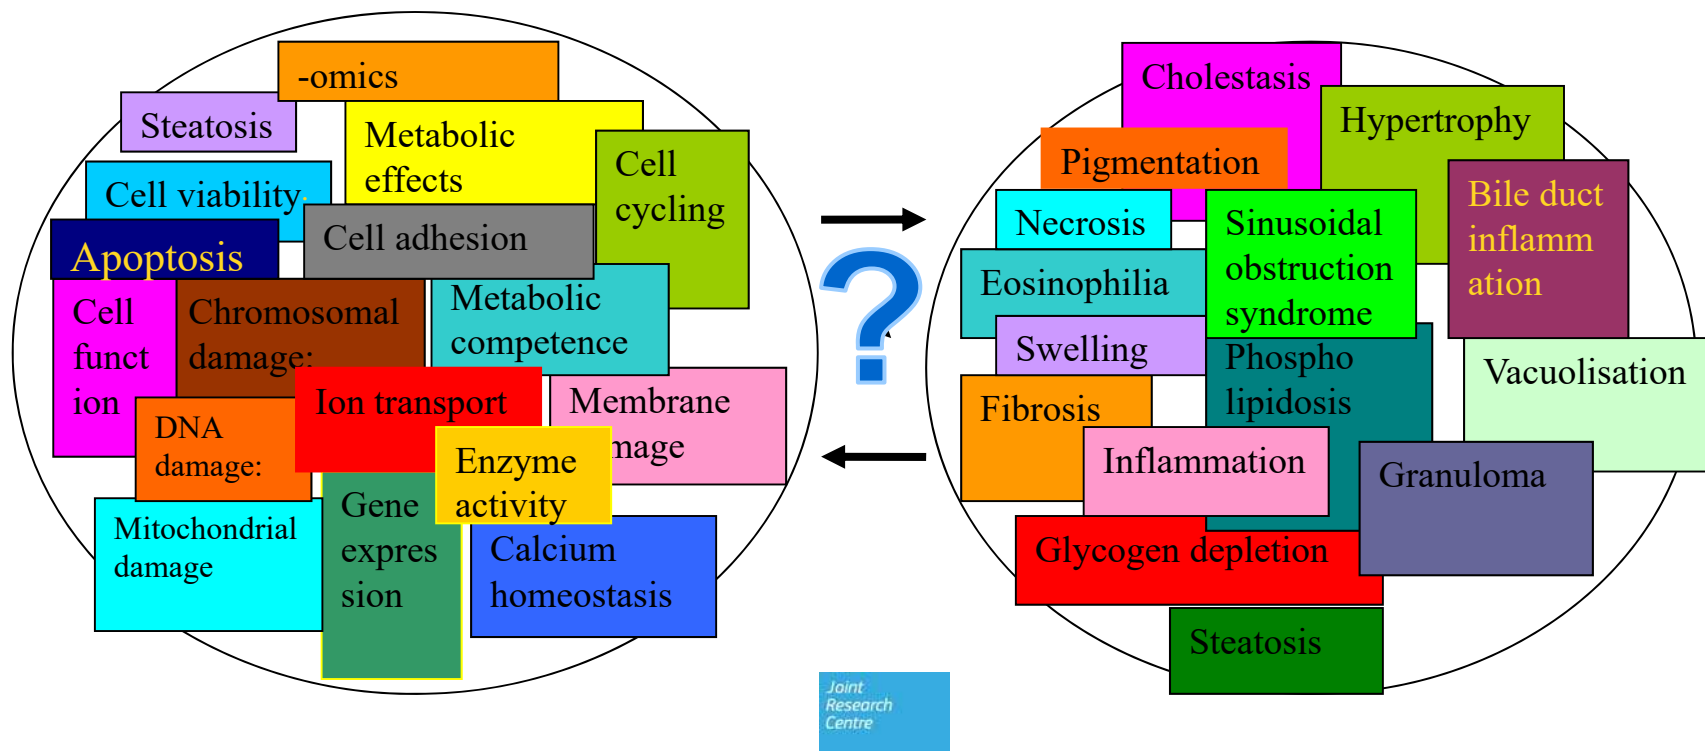 -omics
Steatosis
Metabolic
effects
Cell
cycling
Cell viability:
Cell adhesion
Apoptosis
Cell
funct
ion
Chromosomal
damage:
Metabolic
competence
Ion transport
Membrane
mage
DNA
damage:
Enzyme
activity
Gene
expres
sion
Mitochondrial
damage
Calcium
homeostasis
?
Cholestasis
Hypertrophy
Pigmentation
Bile duct
inflamm
ation
Necrosis
Sinusoidal
obstruction
syndrome
Eosinophilia
Swelling
Phospho
lipidosis
Vacuolisation
Fibrosis
Inflammation
Granuloma
Glycogen depletion
Steatosis
Joint
Research
Centre